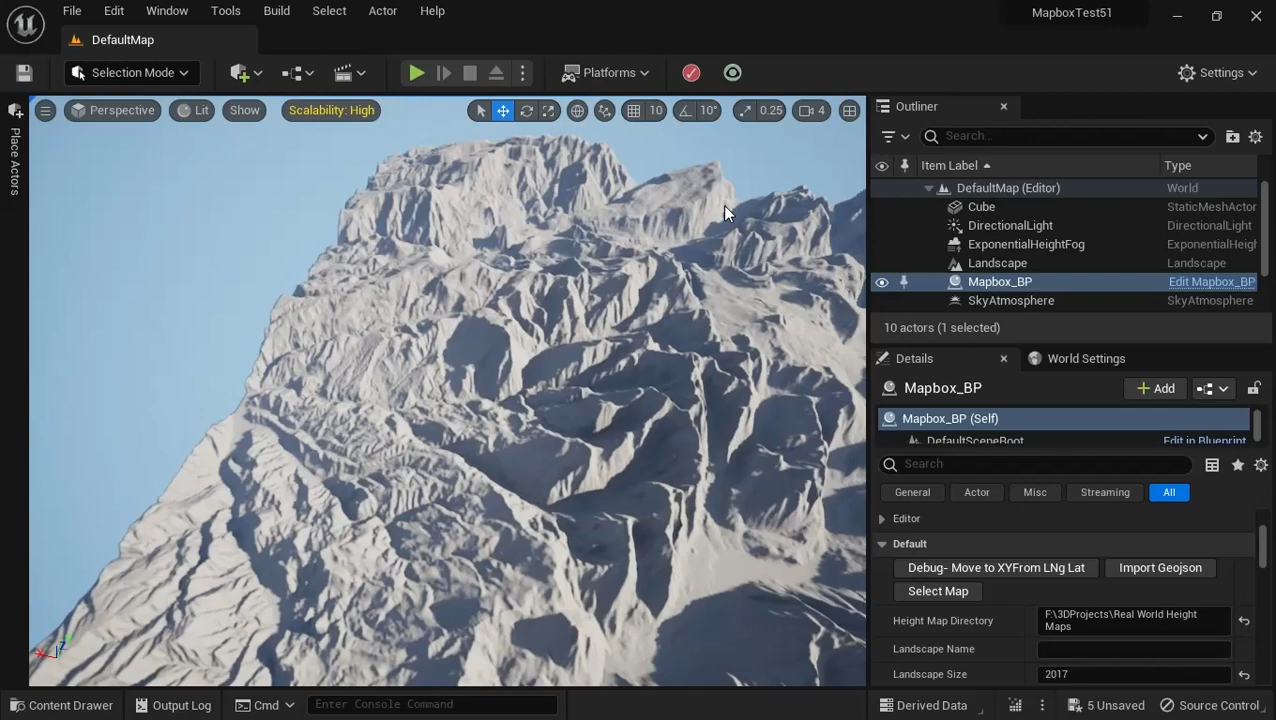 File Edit Window Tools Build Select Actor Help
MapboxTest51
DefaultMap
Selection Mode
Platforms
Settings
Place Actors
Perspective Lit Show Scalability: High
10 10° 0.25 4
Outliner
Search...
Item Label Type
DefaultMap (Editor) World
Cube StaticMeshActor
DirectionalLight DirectionalLight
ExponentialHeightFog ExponentialHeigh
Landscape Landscape
Mapbox_BP Edit Mapbox_BP
SkyAtmosphere SkyAtmosphere
10 actors (1 selected)
Details World Settings
Mapbox_BP Add
Mapbox_BP (Self)
DefaultSceneRoot Edit in Blueprint
Search
General Actor Misc Streaming All
Editor
Default
Debug- Move to XYFrom LNg Lat Import Geojson
Select Map
Height Map Directory F:\3DProjects\Real World Height
Maps
Landscape Name
Landscape Size 2017
Z
Content Drawer Output Log Cmd Enter Console Command Derived Data 5 Unsaved Source Control